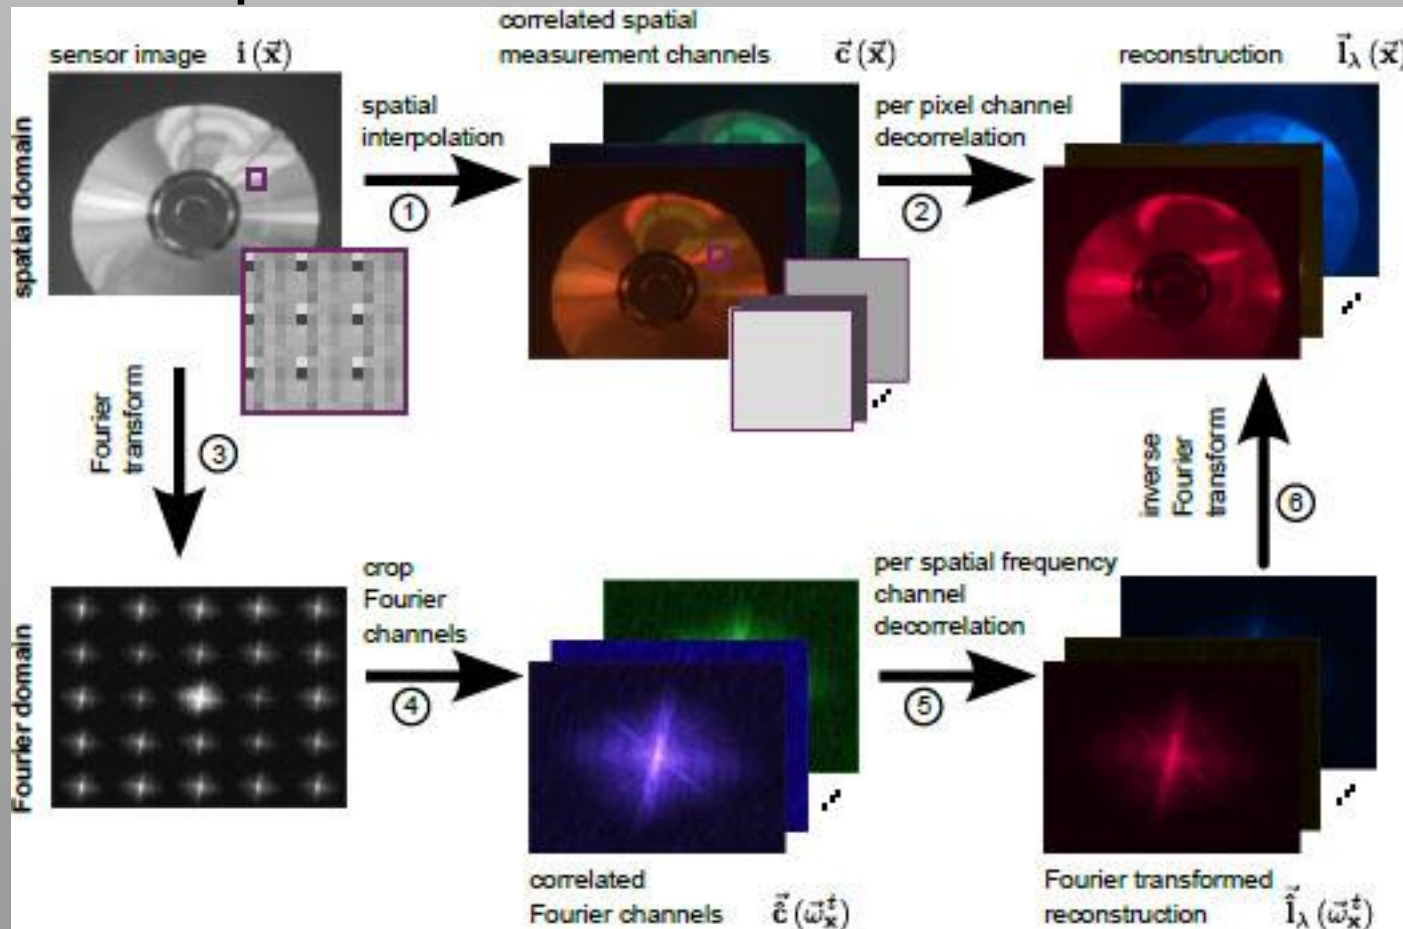 correlated spatial
sensor image i (x⃗)
measurement channels c⃗ (x⃗)
reconstruction l⃗λ (x⃗)
spatial
interpolation
per pixel channel
decorrelation
spatial domain
1
2
Fourier
transform
3
inverse
Fourier
transform
6
crop
Fourier
channels
per spatial frequency
channel
decorrelation
Fourier domain
4
5
correlated
Fourier channels c⃗̂ (ω⃗ₓᵗ)
Fourier transformed
reconstruction l⃗̂λ (ω⃗ₓᵗ)